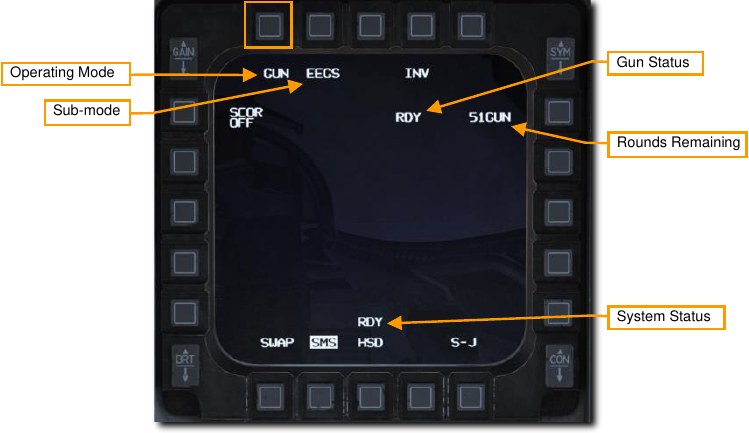 GAIN
SYM
Gun Status
Operating Mode
GUN EEGS INV
Sub-mode
SCOR
OFF
RDY
51GUN
Rounds Remaining
RDY
System Status
SWAP SMS HSD S-J
BRT
CON